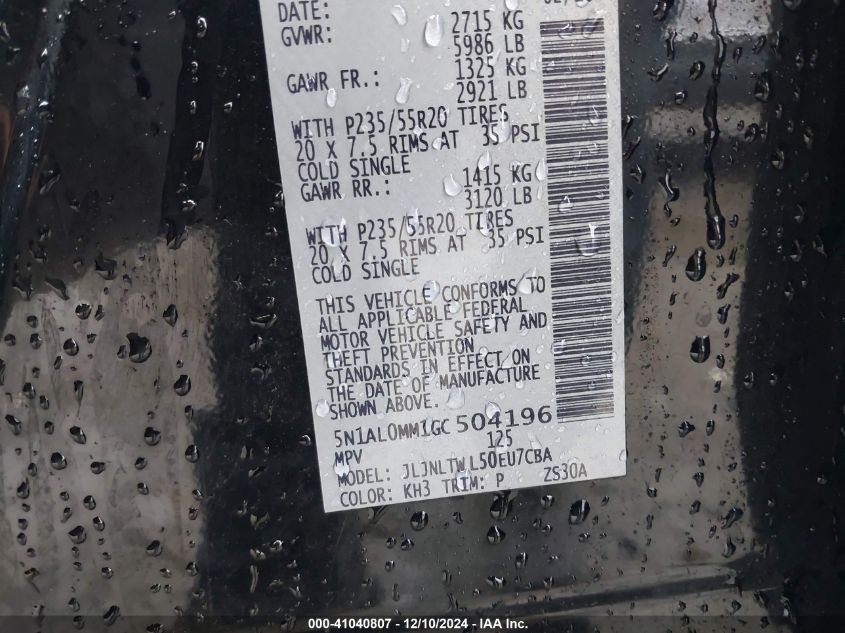 DATE:
GVWR: 2715 KG
5986 LB
GAWR FR.: 1325 KG
2921 LB
WITH P235/55R20 TIRES
20 X 7.5 RIMS AT 35 PSI
COLD SINGLE
GAWR RR.: 1415 KG
3120 LB
WITH P235/55R20 TIRES
20 X 7.5 RIMS AT 35 PSI
COLD SINGLE
THIS VEHICLE CONFORMS TO
ALL APPLICABLE FEDERAL
MOTOR VEHICLE SAFETY AND
THEFT PREVENTION
STANDARDS IN EFFECT ON
THE DATE OF MANUFACTURE
SHOWN ABOVE.
5N1AL0MM1GC 504196
MPV 125
MODEL: JLJNLTWL50EU7CBA
COLOR: KH3 TRIM: P ZS30A
000-41040807 - 12/10/2024 - IAA Inc.